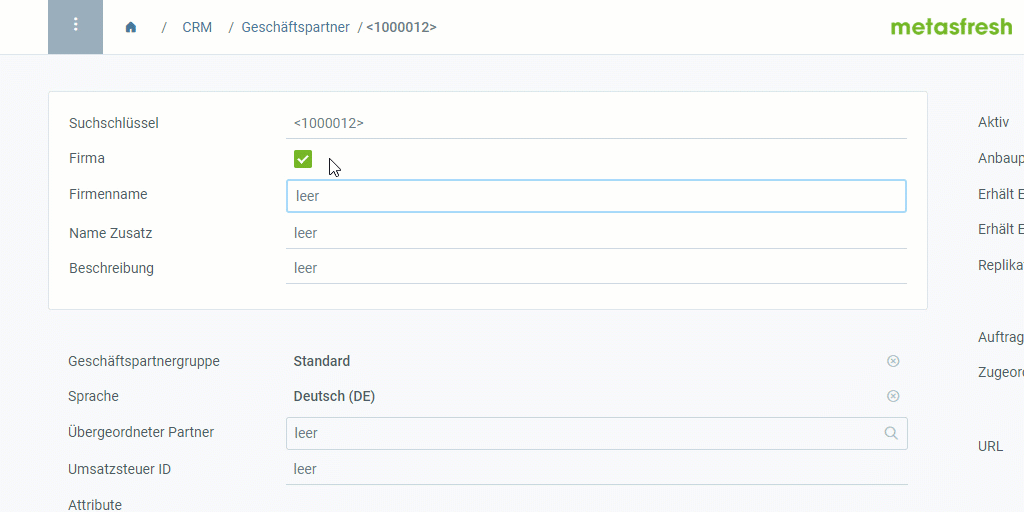 / CRM / Geschäftspartner / <1000012>
metasfresh
Suchschlüssel <1000012>
Firma
Firmenname leer
Name Zusatz leer
Beschreibung leer
Geschäftspartnergruppe Standard
Sprache Deutsch (DE)
Übergeordneter Partner leer
Umsatzsteuer ID leer
Attribute
Aktiv
Anbaup
Erhält E
Erhält E
Replika
Auftrag
Zugeord
URL